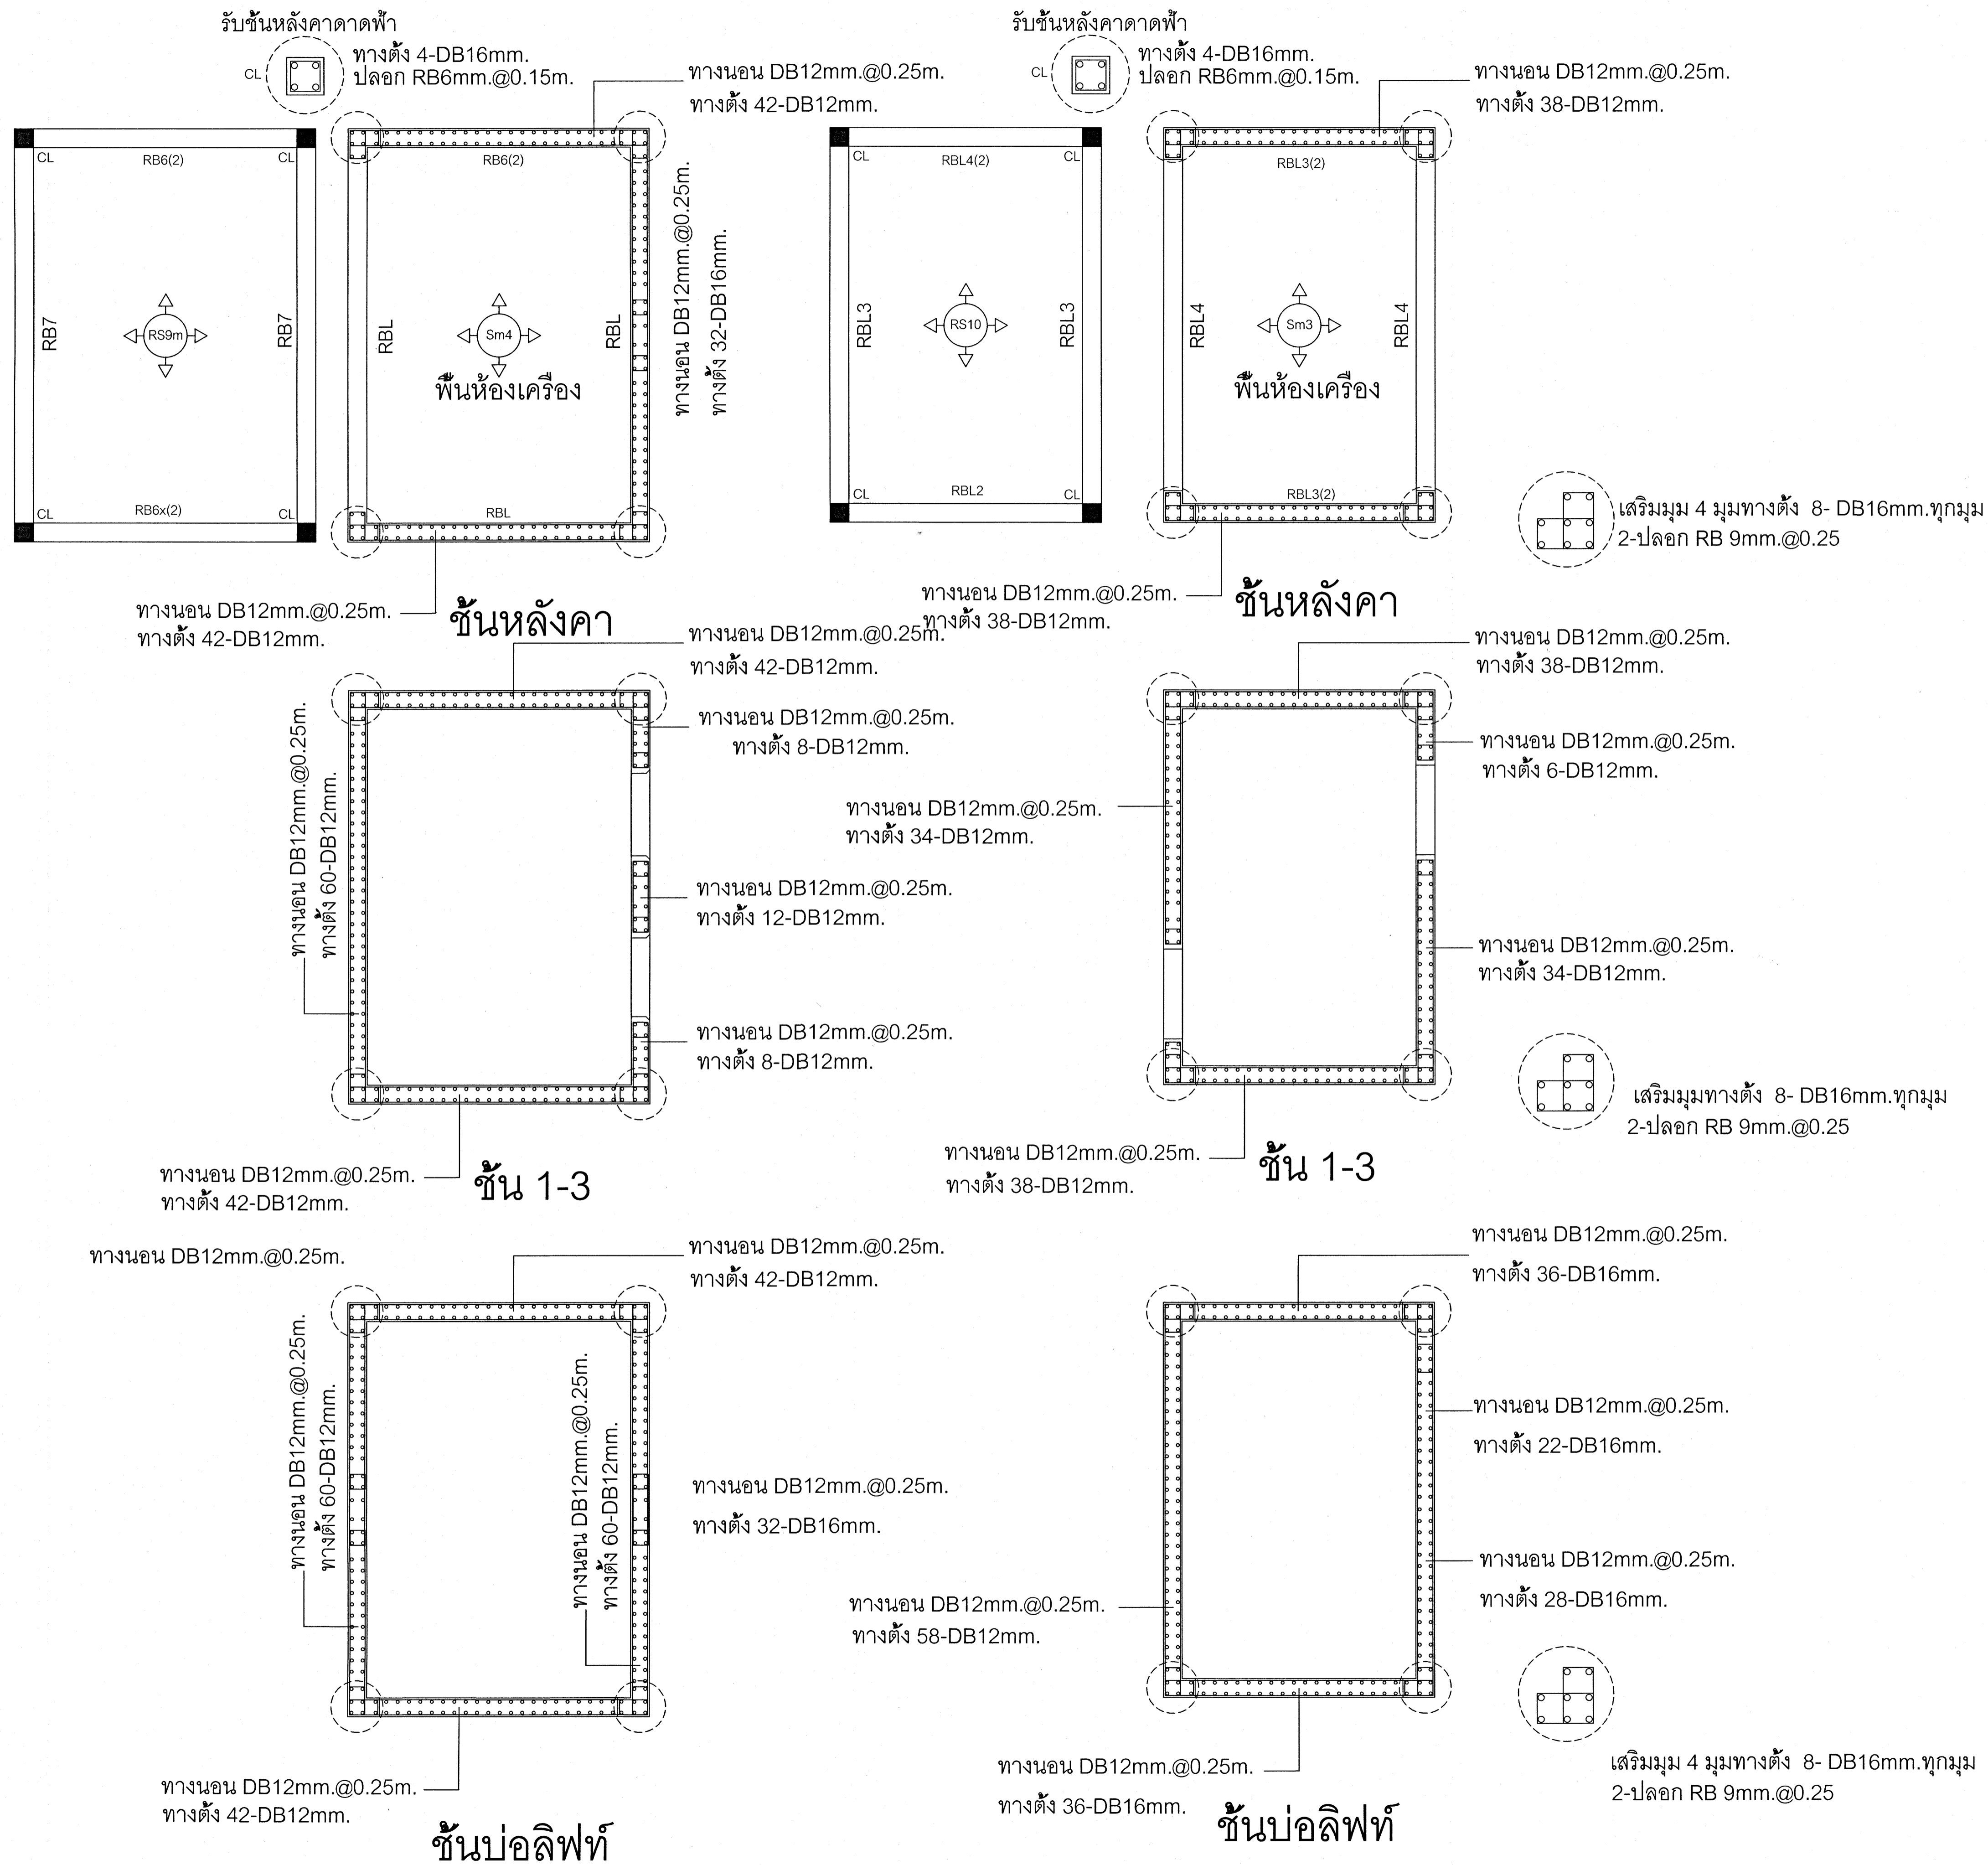 รับชั้นหลังคาดาดฟ้า
CL
ทางตั้ง 4-DB16mm.
ปลอก RB6mm.@0.15m.
ทางนอน DB12mm.@0.25m.
ทางตั้ง 42-DB12mm.
CL
RB6(2)
CL
RB7
RS9m
RB7
CL
RB6x(2)
CL
RB6(2)
RBL
Sm4
RBL
พื้นห้องเครื่อง
RBL
ทางนอน DB12mm.@0.25m.
ทางตั้ง 32-DB16mm.
ทางนอน DB12mm.@0.25m.
ทางตั้ง 42-DB12mm.
ชั้นหลังคา
รับชั้นหลังคาดาดฟ้า
CL
ทางตั้ง 4-DB16mm.
ปลอก RB6mm.@0.15m.
ทางนอน DB12mm.@0.25m.
ทางตั้ง 38-DB12mm.
CL
RBL4(2)
CL
RBL3
RS10
RBL3
CL
RBL2
CL
RBL3(2)
RBL4
Sm3
RBL4
พื้นห้องเครื่อง
RBL3(2)
เสริมมุม 4 มุมทางตั้ง 8- DB16mm.ทุกมุม
2-ปลอก RB 9mm.@0.25
ทางนอน DB12mm.@0.25m.
ทางตั้ง 38-DB12mm.
ชั้นหลังคา
ทางนอน DB12mm.@0.25m.
ทางตั้ง 42-DB12mm.
ทางนอน DB12mm.@0.25m.
ทางตั้ง 8-DB12mm.
ทางนอน DB12mm.@0.25m.
ทางตั้ง 60-DB12mm.
ทางนอน DB12mm.@0.25m.
ทางตั้ง 12-DB12mm.
ทางนอน DB12mm.@0.25m.
ทางตั้ง 8-DB12mm.
ทางนอน DB12mm.@0.25m.
ทางตั้ง 42-DB12mm.
ชั้น 1-3
ทางนอน DB12mm.@0.25m.
ทางตั้ง 38-DB12mm.
ทางนอน DB12mm.@0.25m.
ทางตั้ง 6-DB12mm.
ทางนอน DB12mm.@0.25m.
ทางตั้ง 34-DB12mm.
ทางนอน DB12mm.@0.25m.
ทางตั้ง 34-DB12mm.
เสริมมุมทางตั้ง 8- DB16mm.ทุกมุม
2-ปลอก RB 9mm.@0.25
ทางนอน DB12mm.@0.25m.
ทางตั้ง 38-DB12mm.
ชั้น 1-3
ทางนอน DB12mm.@0.25m.
ทางนอน DB12mm.@0.25m.
ทางตั้ง 42-DB12mm.
ทางนอน DB12mm.@0.25m.
ทางตั้ง 60-DB12mm.
ทางนอน DB12mm.@0.25m.
ทางตั้ง 60-DB12mm.
ทางนอน DB12mm.@0.25m.
ทางตั้ง 32-DB16mm.
ทางนอน DB12mm.@0.25m.
ทางตั้ง 42-DB12mm.
ชั้นบ่อลิฟท์
ทางนอน DB12mm.@0.25m.
ทางตั้ง 36-DB16mm.
ทางนอน DB12mm.@0.25m.
ทางตั้ง 22-DB16mm.
ทางนอน DB12mm.@0.25m.
ทางตั้ง 28-DB16mm.
ทางนอน DB12mm.@0.25m.
ทางตั้ง 58-DB12mm.
เสริมมุม 4 มุมทางตั้ง 8- DB16mm.ทุกมุม
2-ปลอก RB 9mm.@0.25
ทางนอน DB12mm.@0.25m.
ทางตั้ง 36-DB16mm.
ชั้นบ่อลิฟท์